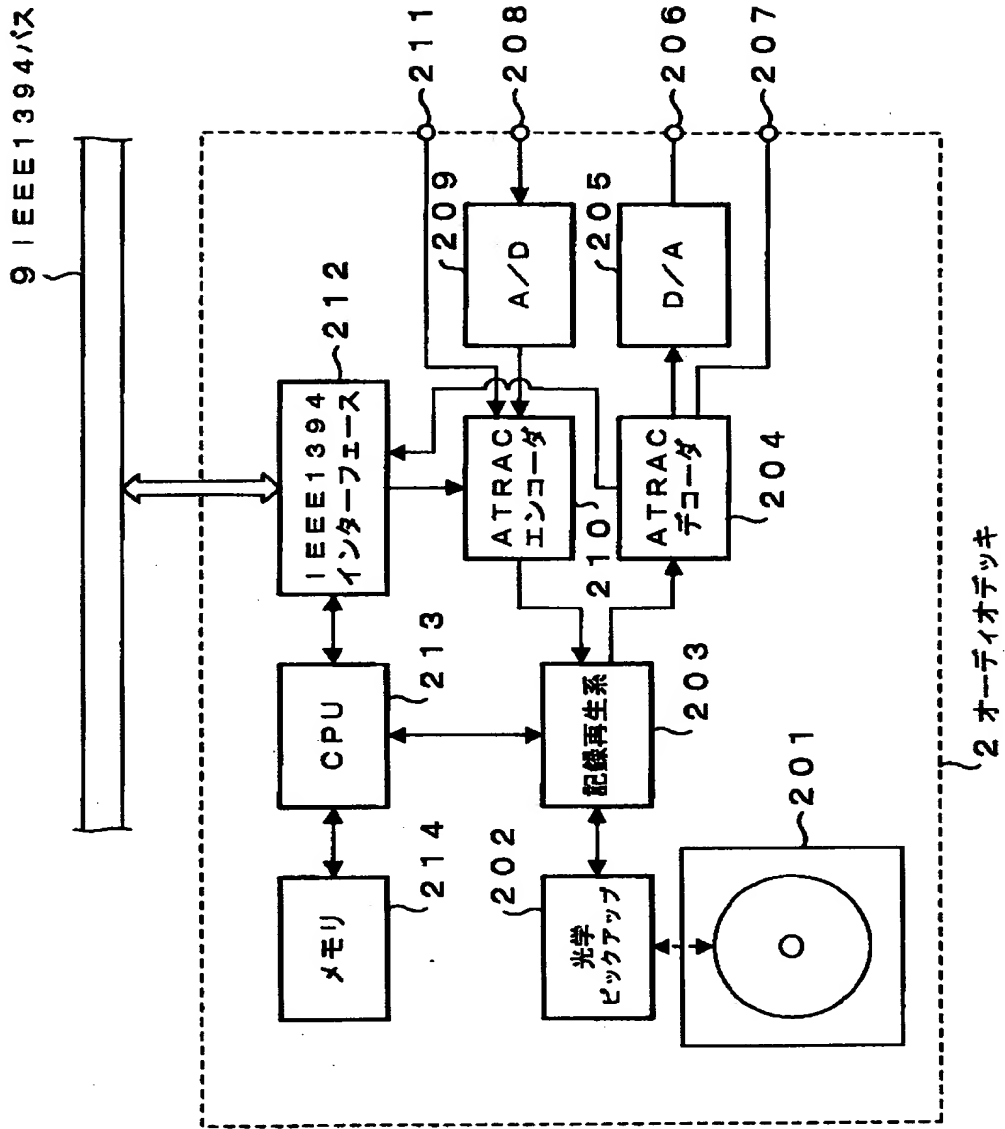 9 IEEE1394バス
211
208
206
207
209
A/D
205
D/A
212
IEEE1394
インターフェース
ATRAC
エンコーダ
210
ATRAC
デコーダ
204
213
CPU
記録再生系
203
214
メモリ
202
光学
ピックアップ
201
2 オーディオデッキ